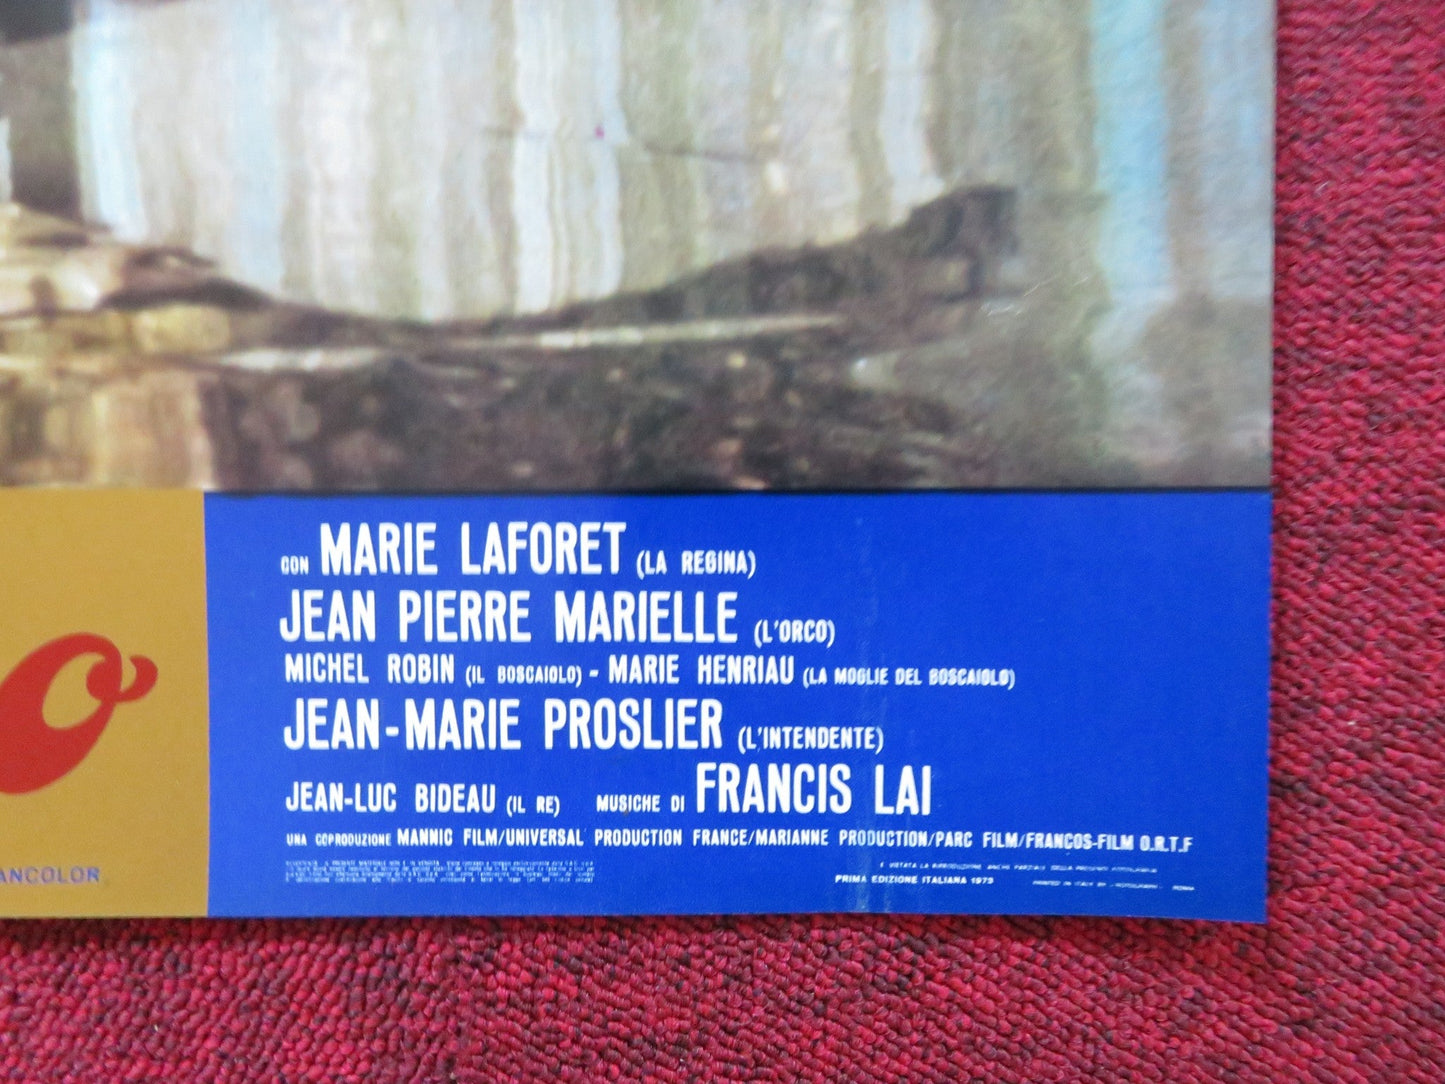 CON MARIE LAFORET (LA REGINA)
JEAN PIERRE MARIELLE (L'ORCO)
MICHEL ROBIN (IL BOSCAIOLO) - MARIE HENRIAU (LA MOGLIE DEL BOSCAIOLO)
JEAN-MARIE PROSLIER (L'INTENDENTE)
JEAN-LUC BIDEAU (IL RE) MUSICHE DI FRANCIS LAI
UNA COPRODUZIONE MANNIC FILM/UNIVERSAL PRODUCTION FRANCE/MARIANNE PRODUCTION/PARC FILM/FRANCOS-FILM O.R.T.F
ANCOLOR
PRIMA EDIZIONE ITALIANA 1973